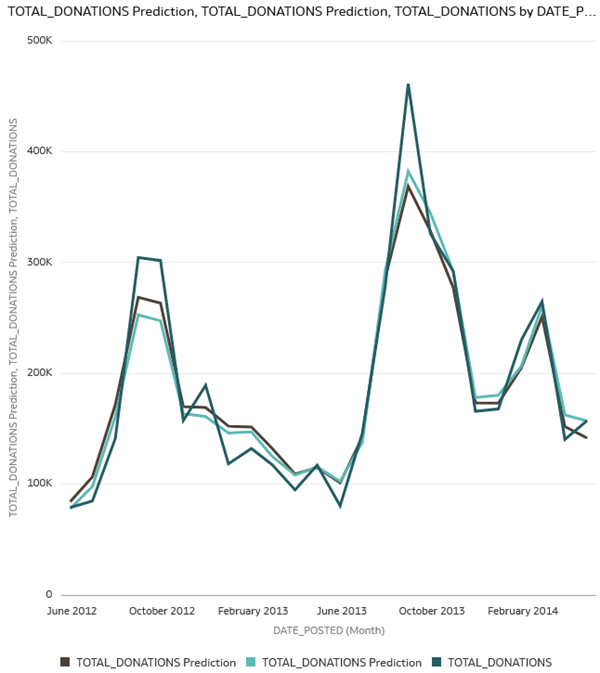 TOTAL_DONATIONS Prediction, TOTAL_DONATIONS Prediction, TOTAL_DONATIONS by DATE_P...
500K
400K
300K
200K
100K
0
TOTAL_DONATIONS Prediction, TOTAL_DONATIONS Prediction, TOTAL_DONATIONS
June 2012 October 2012 February 2013 June 2013 October 2013 February 2014
DATE_POSTED (Month)
TOTAL_DONATIONS Prediction TOTAL_DONATIONS Prediction TOTAL_DONATIONS